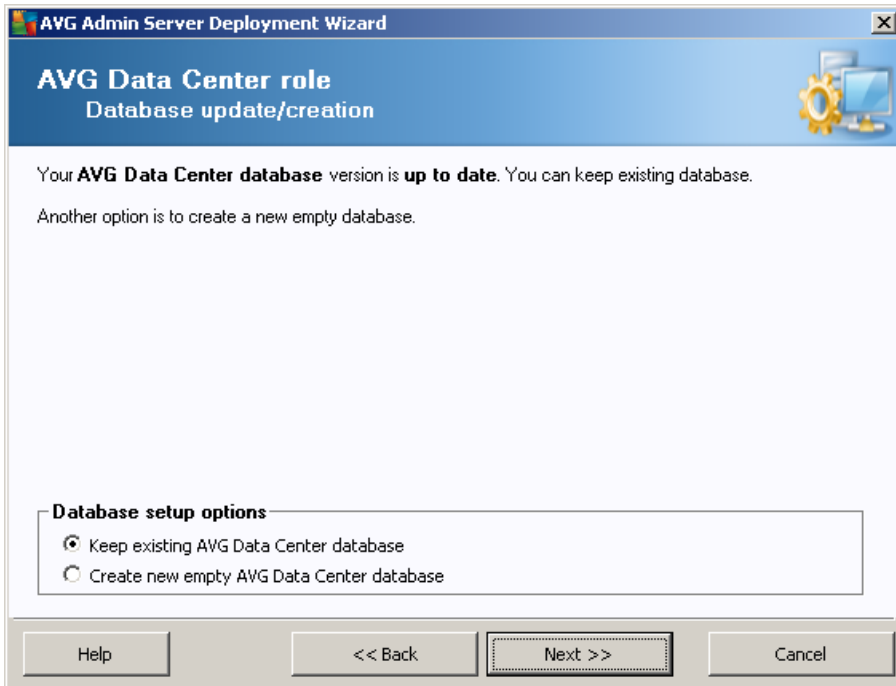 AVG Admin Server Deployment Wizard
AVG Data Center role
Database update/creation
Your AVG Data Center database version is up to date. You can keep existing database.
Another option is to create a new empty database.
Database setup options
Keep existing AVG Data Center database
Create new empty AVG Data Center database
Help
<< Back
Next >>
Cancel